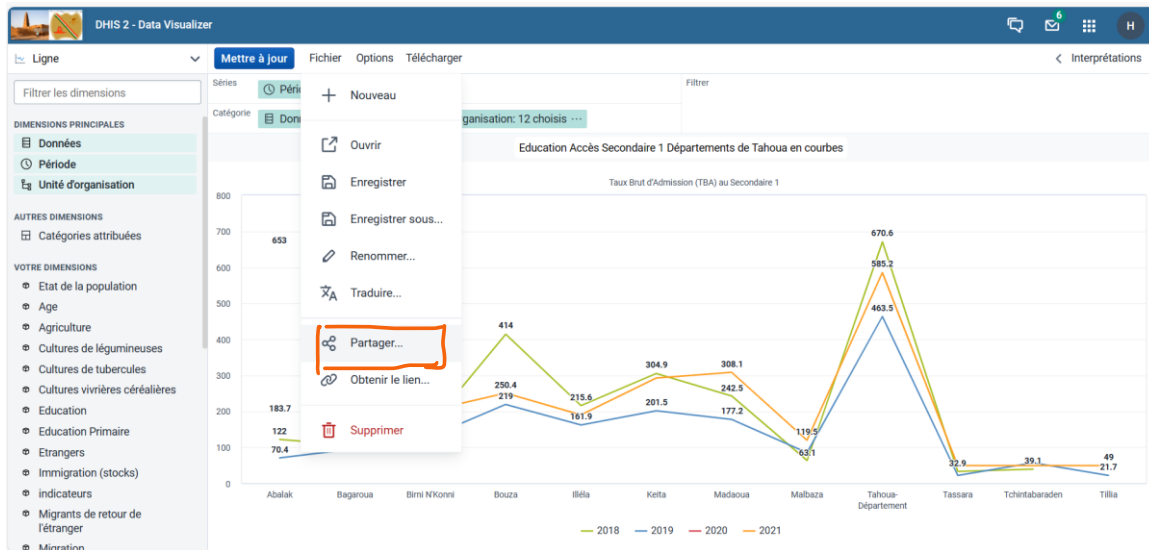 DHIS 2 - Data Visualizer
6
H
Ligne
Mettre à jour
Fichier
Options
Télécharger
Interprétations
Filtrer les dimensions
DIMENSIONS PRINCIPALES
Données
Période
Unité d'organisation
AUTRES DIMENSIONS
Catégories attribuées
VOTRE DIMENSIONS
Etat de la population
Age
Agriculture
Cultures de légumineuses
Cultures de tubercules
Cultures vivrières céréalières
Education
Education Primaire
Etrangers
Immigration (stocks)
indicateurs
Migrants de retour de
l'étranger
Migration
Séries
Péri
Filtrer
Catégorie
Donn
ganisation: 12 choisis ...
Nouveau
Ouvrir
Enregistrer
Enregistrer sous...
Renommer...
Traduire...
Partager...
Obtenir le lien...
Supprimer
Education Accès Secondaire 1 Départements de Tahoua en courbes
Taux Brut d'Admission (TBA) au Secondaire 1
800
700
600
500
400
300
200
100
0
653
183.7
122
70.4
414
250.4
219
215.6
161.9
304.9
201.5
308.1
242.5
177.2
119.5
63.1
670.6
585.2
463.5
32.9
39.1
49
21.7
Abalak
Bagaroua
Birni N'Konni
Bouza
Illéla
Keita
Madaoua
Malbaza
Tahoua-
Département
Tassara
Tchintabaraden
Tillia
2018
2019
2020
2021